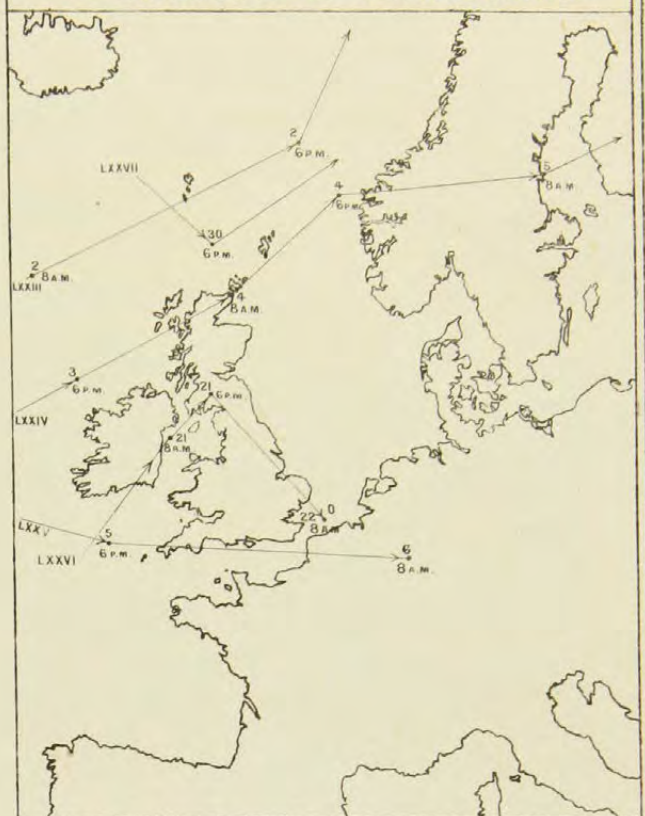 2
6 P.M.
LXXVII
4
6 P.M.
5
8 A.M.
30
6 P.M.
2
8 A.M.
LXXIII
4
8 A.M.
3
6 P.M.
LXXIV
21
6 P.M.
21
8 A.M.
LXXV
22
0
8 A.M.
5
6 P.M.
LXXVI
6
8 A.M.